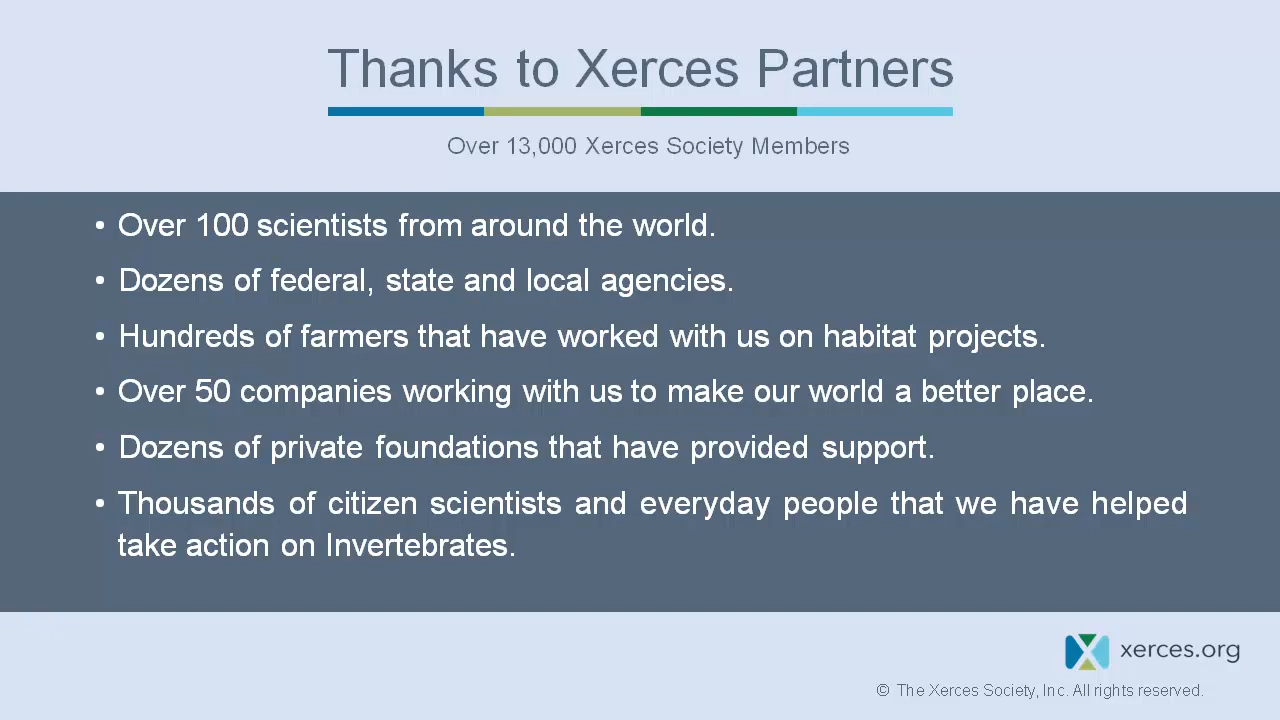 Thanks to Xerces Partners
Over 13,000 Xerces Society Members
• Over 100 scientists from around the world.
• Dozens of federal, state and local agencies.
• Hundreds of farmers that have worked with us on habitat projects.
• Over 50 companies working with us to make our world a better place.
• Dozens of private foundations that have provided support.
• Thousands of citizen scientists and everyday people that we have helped
take action on Invertebrates.
xerces.org
© The Xerces Society, Inc. All rights reserved.